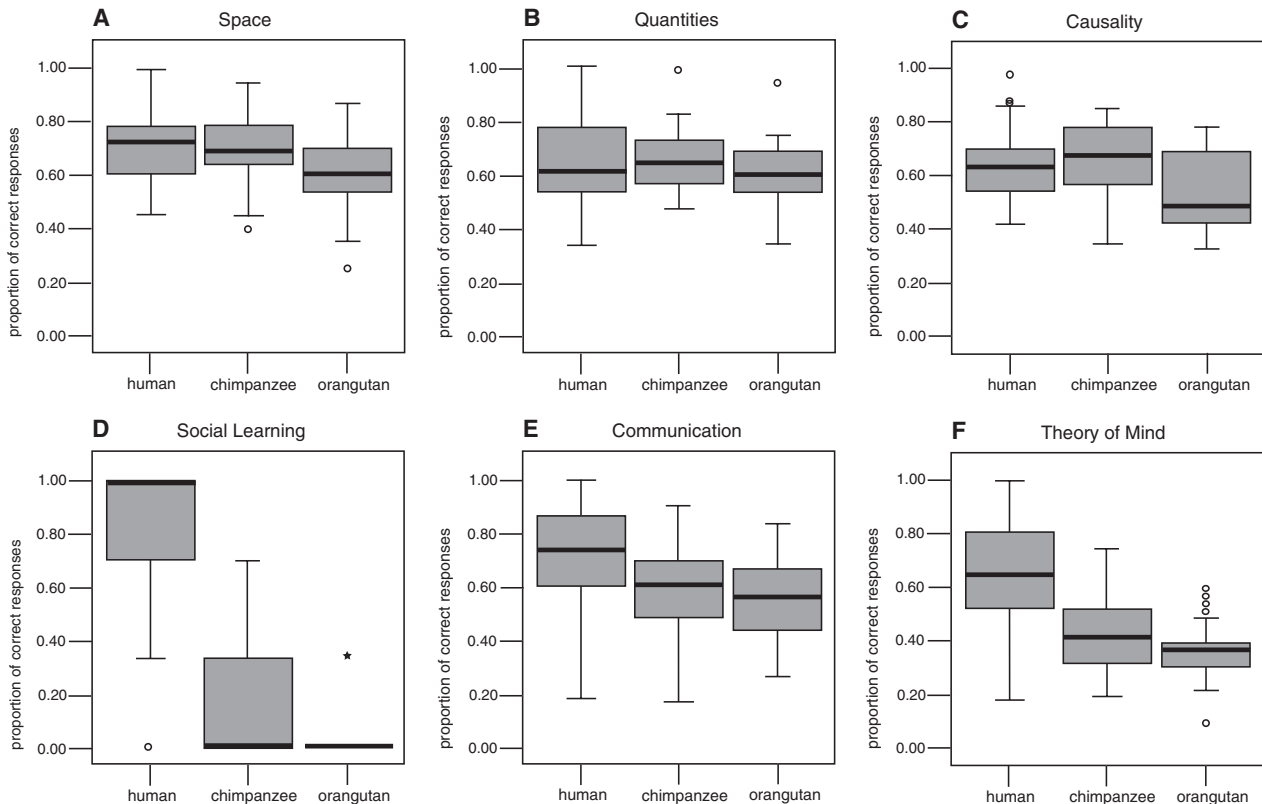 A Space
B Quantities
C Causality
proportion of correct responses
1.00
0.80
0.60
0.40
0.20
0.00
human chimpanzee orangutan
proportion of correct responses
1.00
0.80
0.60
0.40
0.20
0.00
human chimpanzee orangutan
proportion of correct responses
1.00
0.80
0.60
0.40
0.20
0.00
human chimpanzee orangutan
D Social Learning
E Communication
F Theory of Mind
proportion of correct responses
1.00
0.80
0.60
0.40
0.20
0.00
human chimpanzee orangutan
proportion of correct responses
1.00
0.80
0.60
0.40
0.20
0.00
human chimpanzee orangutan
proportion of correct responses
1.00
0.80
0.60
0.40
0.20
0.00
human chimpanzee orangutan